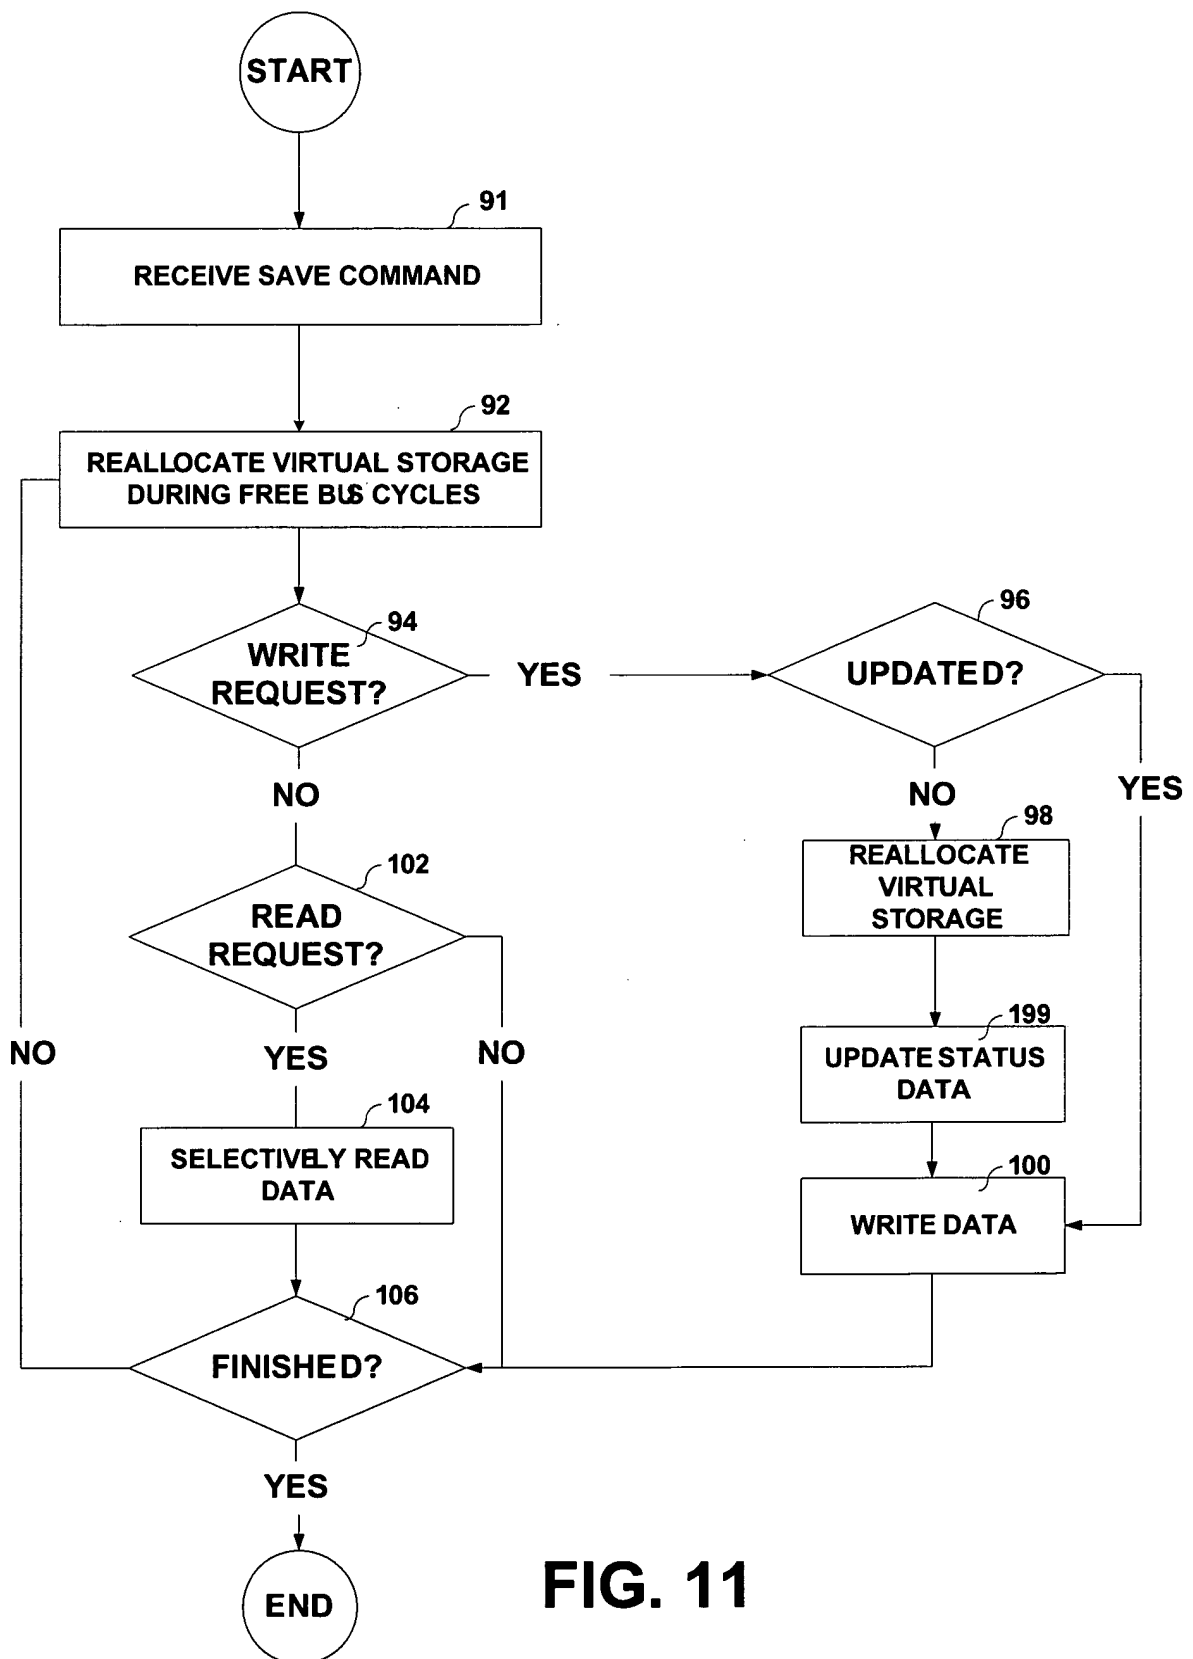 START
91
RECEIVE SAVE COMMAND
92
REALLOCATE VIRTUAL STORAGE
DURING FREE BUS CYCLES
94
WRITE
REQUEST?
YES
96
UPDATED?
NO
NO
YES
98
REALLOCATE
VIRTUAL
STORAGE
102
READ
REQUEST?
199
UPDATE STATUS
DATA
NO
YES
NO
104
SELECTIVELY READ
DATA
100
WRITE DATA
106
FINISHED?
YES
END
FIG. 11